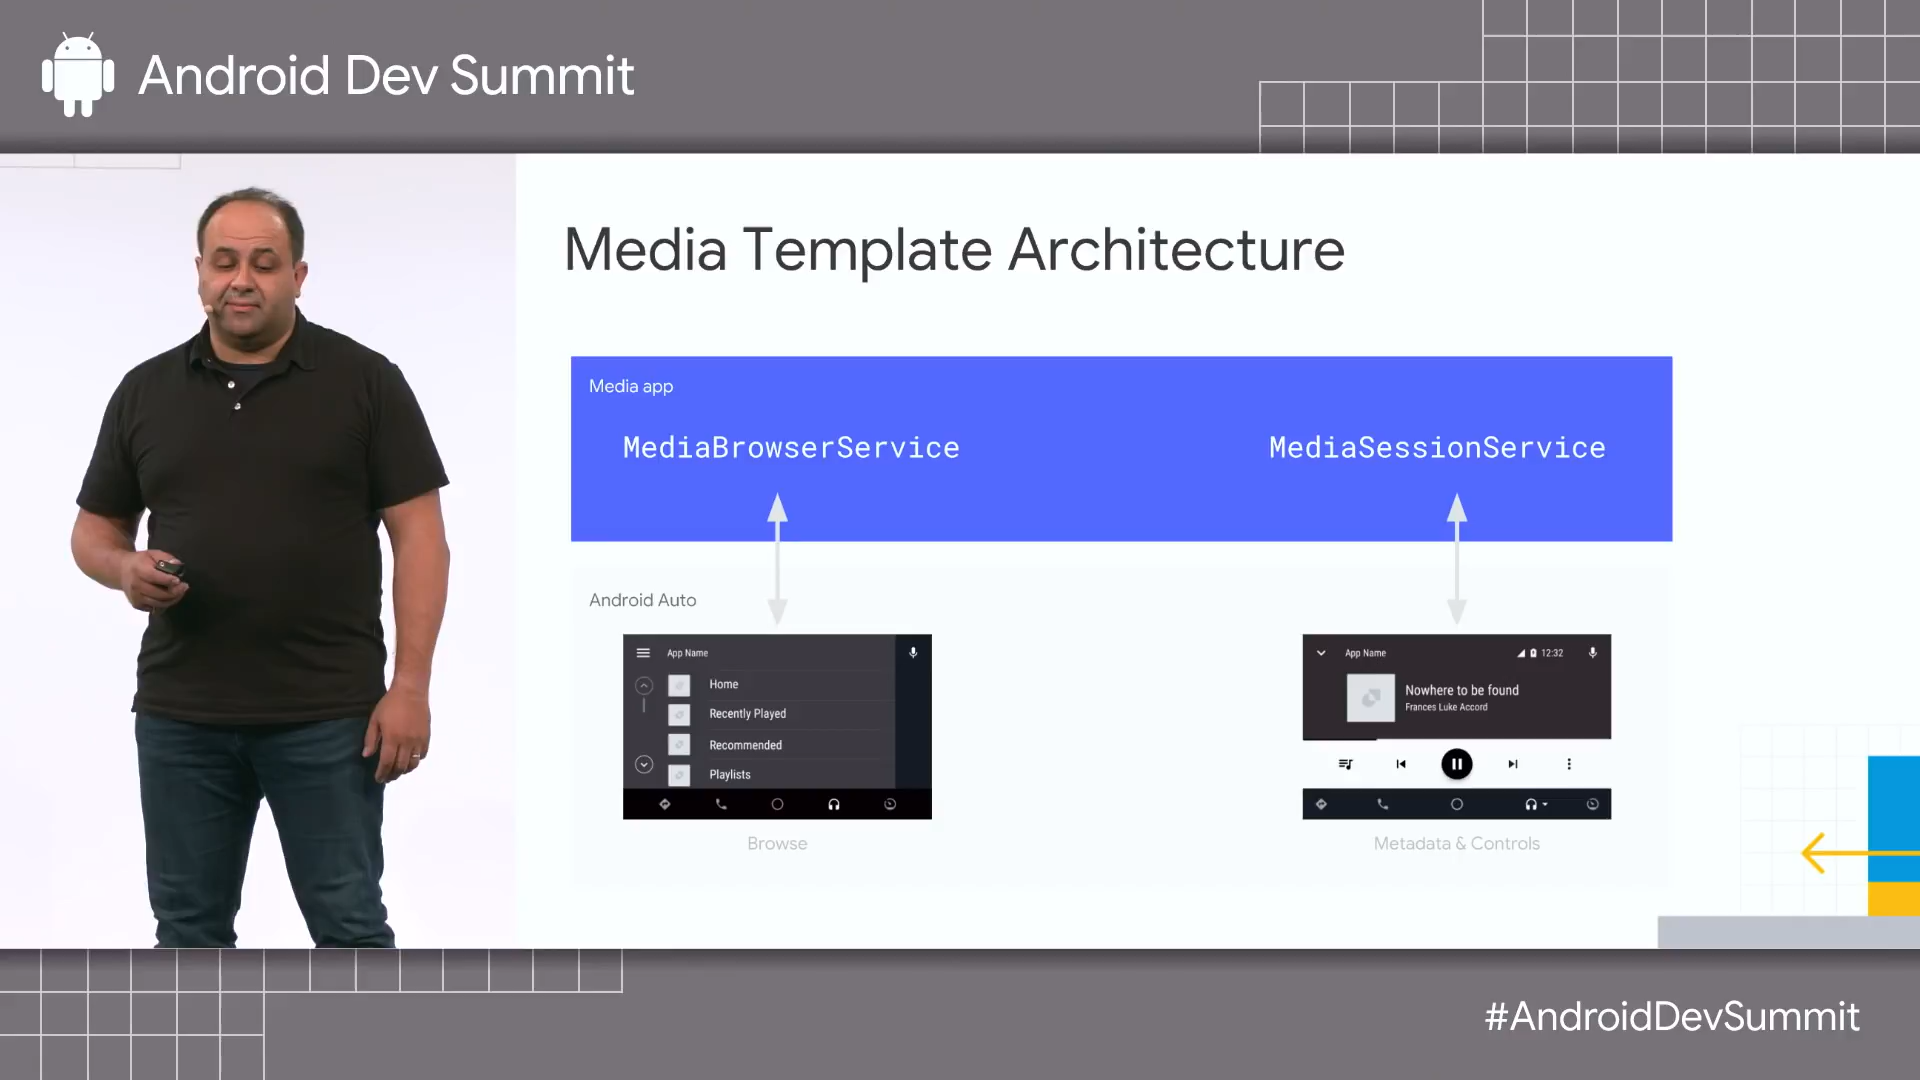 Android Dev Summit
Media Template Architecture
Media app
MediaBrowserService
MediaSessionService
Android Auto
App Name
Home
Recently Played
Recommended
Playlists
Browse
App Name
12:32
Nowhere to be found
Frances Luke Accord
Metadata & Controls
#AndroidDevSummit